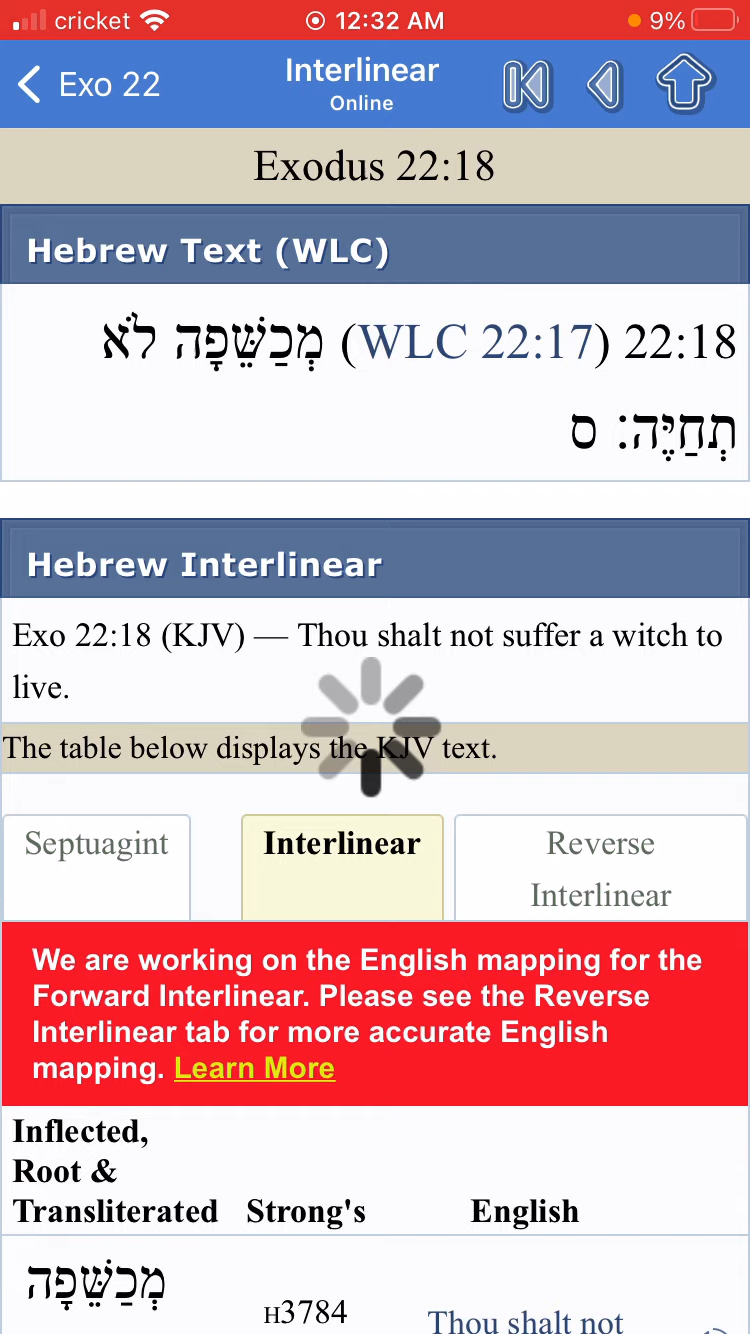 cricket 12:32 AM 9%
Exo 22 Interlinear
Online
Exodus 22:18
Hebrew Text (WLC)
22:18 (WLC 22:17) מְכַשֵּׁפָ֖ה לֹ֥א
תְחַיֶּֽה׃ ס
Hebrew Interlinear
Exo 22:18 (KJV) — Thou shalt not suffer a witch to
live.
The table below displays the KJV text.
Septuagint Interlinear Reverse
Interlinear
We are working on the English mapping for the
Forward Interlinear. Please see the Reverse
Interlinear tab for more accurate English
mapping. Learn More
Inflected,
Root &
Transliterated Strong's English
מְכַשֵּׁפָ֖ה
H3784 Thou shalt not